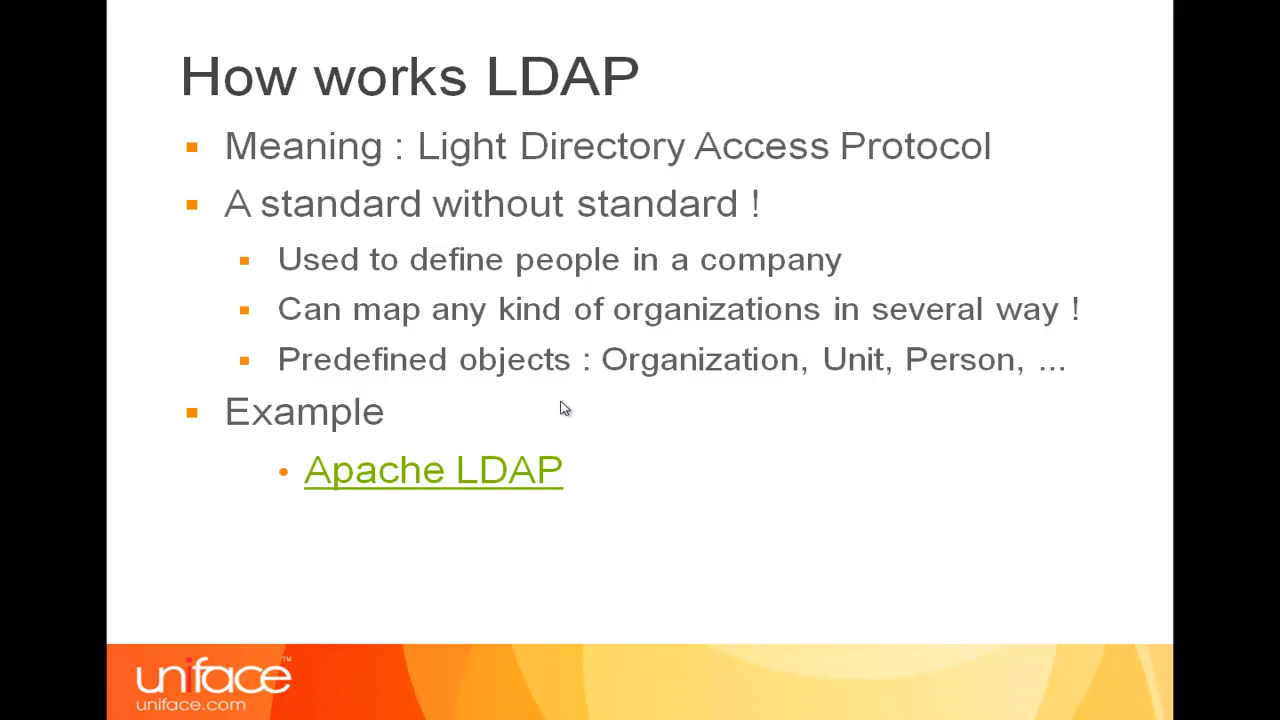 How works LDAP
Meaning : Light Directory Access Protocol
A standard without standard !
Used to define people in a company
Can map any kind of organizations in several way !
Predefined objects : Organization, Unit, Person, ...
Example
Apache LDAP
uniface™
uniface.com